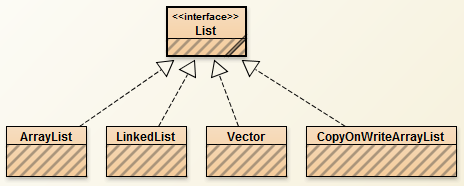 <<interface>>
List
ArrayList
LinkedList
Vector
CopyOnWriteArrayList